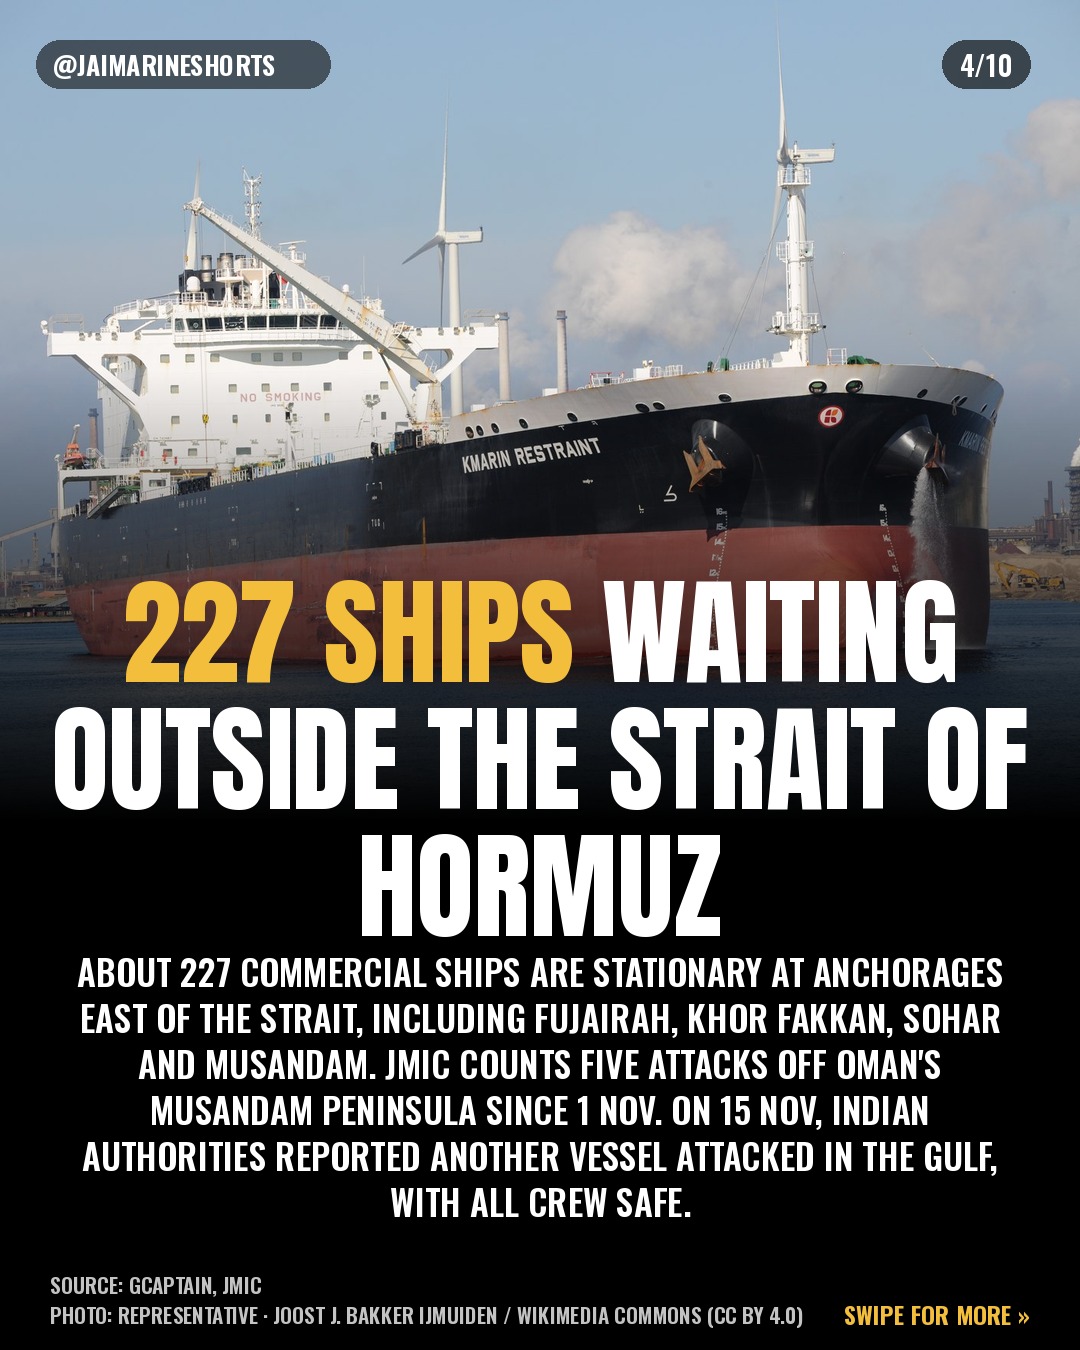 @JAIMARINESHORTS
4/10
NO SMOKING
KMARIN RESTRAINT
227 SHIPS WAITING
OUTSIDE THE STRAIT OF
HORMUZ
ABOUT 227 COMMERCIAL SHIPS ARE STATIONARY AT ANCHORAGES
EAST OF THE STRAIT, INCLUDING FUJAIRAH, KHOR FAKKAN, SOHAR
AND MUSANDAM. JMIC COUNTS FIVE ATTACKS OFF OMAN'S
MUSANDAM PENINSULA SINCE 1 NOV. ON 15 NOV, INDIAN
AUTHORITIES REPORTED ANOTHER VESSEL ATTACKED IN THE GULF,
WITH ALL CREW SAFE.
SOURCE: GCAPTAIN, JMIC
PHOTO: REPRESENTATIVE · JOOST J. BAKKER IJMUIDEN / WIKIMEDIA COMMONS (CC BY 4.0)
SWIPE FOR MORE »